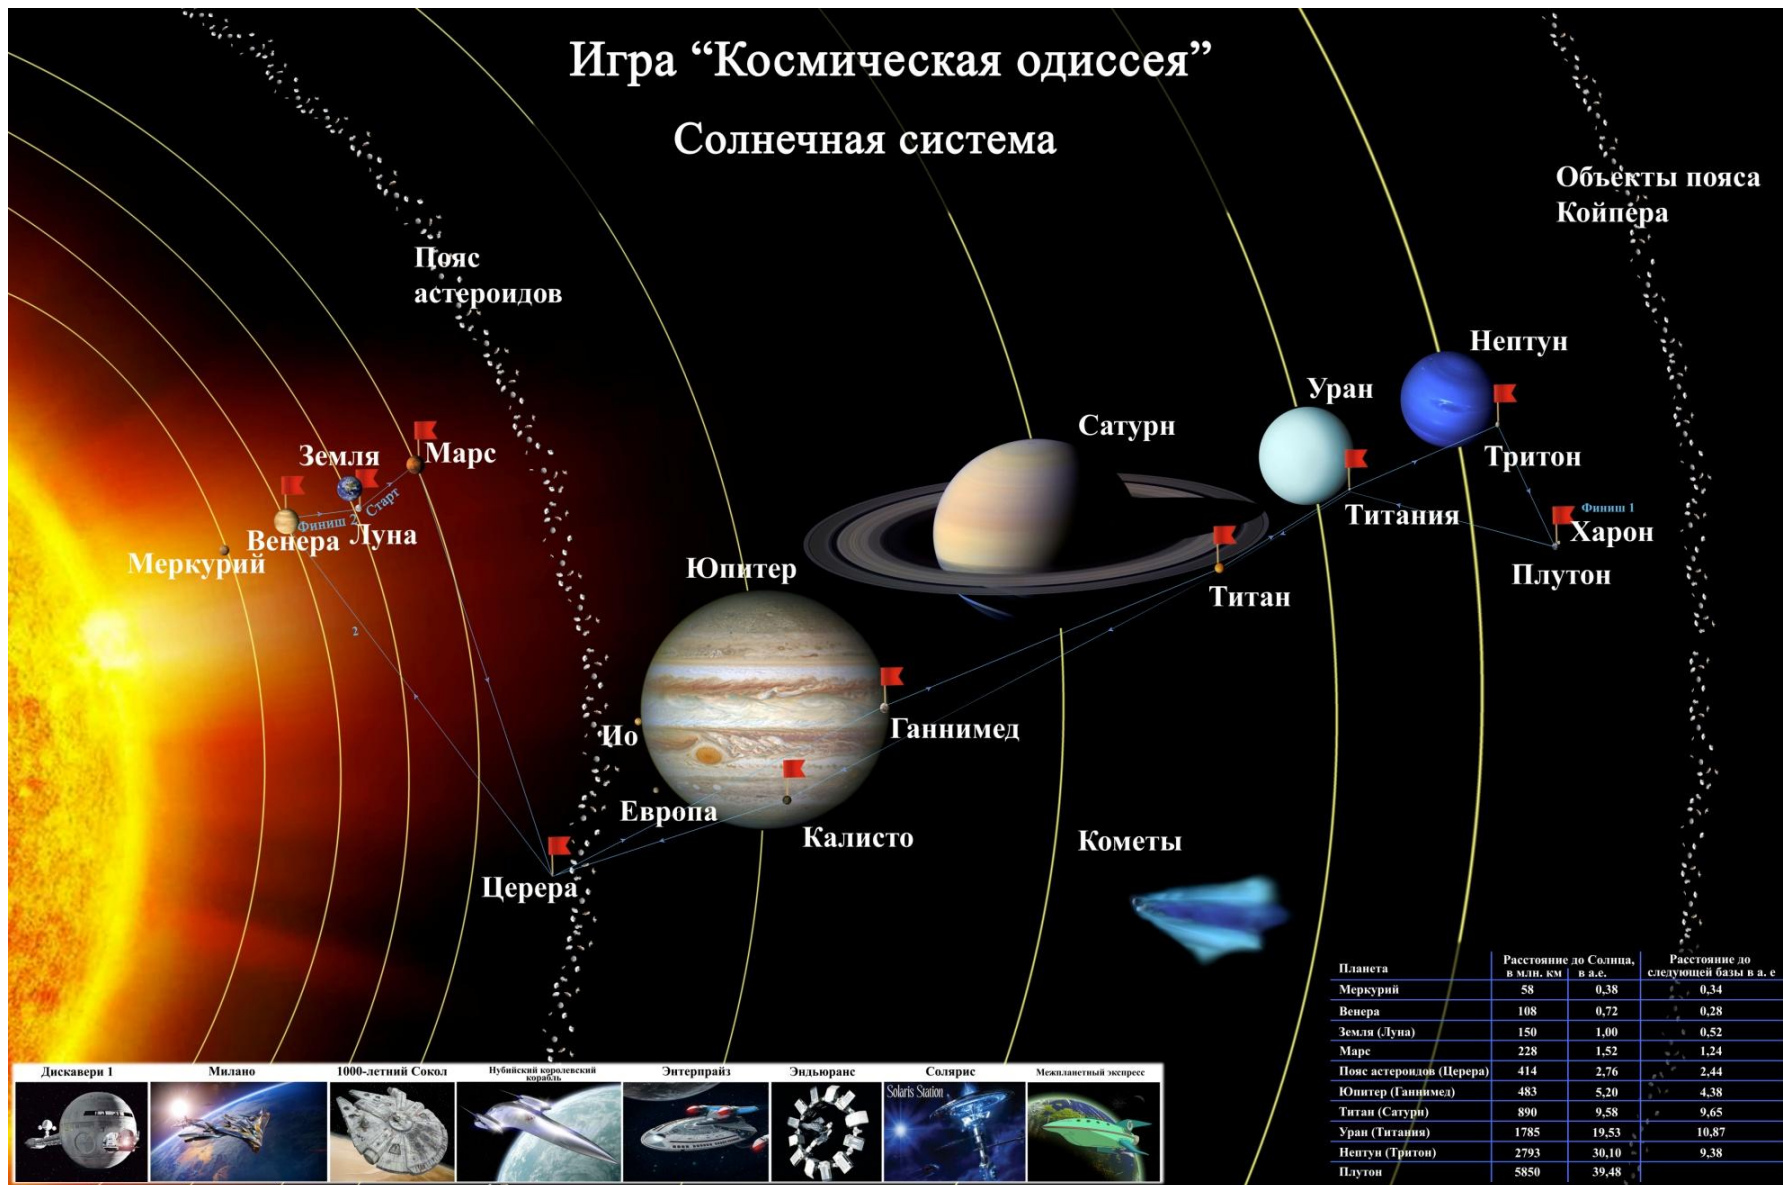 Игра “Космическая одиссея”
Солнечная система
Объекты пояса
Койпера
Пояс
астероидов
Нептун
Уран
Сатурн
Земля
Марс
Тритон
Старт
Финиш 2
Венера
Луна
Титания
Финиш 1
Харон
Меркурий
Плутон
Юпитер
Титан
2
Ио
Ганнимед
Европа
Калисто
Кометы
Церера
Планета
Расстояние до Солнца,
в млн. км
в а.е.
Расстояние до
следующей базы в а. е
Меркурий 58 0,38 0,34
Венера 108 0,72 0,28
Земля (Луна) 150 1,00 0,52
Марс 228 1,52 1,24
Пояс астероидов (Церера) 414 2,76 2,44
Юпитер (Ганнимед) 483 5,20 4,38
Титан (Сатурн) 890 9,58 9,65
Уран (Титания) 1785 19,53 10,87
Нептун (Тритон) 2793 30,10 9,38
Плутон 5850 39,48
Дискавери 1
Милано
1000-летний Сокол
Нубийский королевский
корабль
Энтерпрайз
Эндьюранс
Солярис
Межпланетный экспресс
Solaris Station